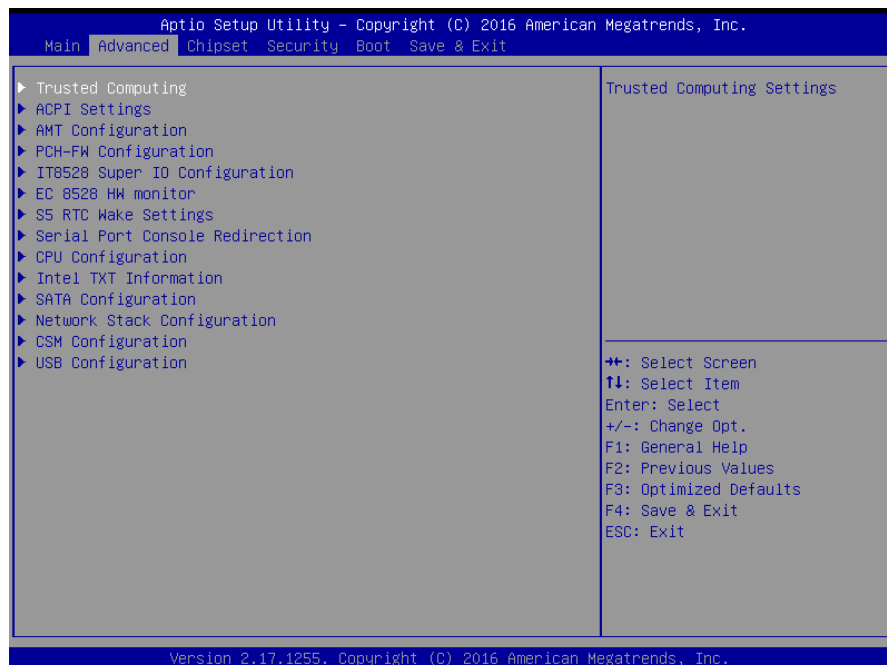 Aptio Setup Utility – Copyright (C) 2016 American Megatrends, Inc.
Main Advanced Chipset Security Boot Save & Exit
Trusted Computing
ACPI Settings
AMT Configuration
PCH-FW Configuration
IT8528 Super IO Configuration
EC 8528 HW monitor
S5 RTC Wake Settings
Serial Port Console Redirection
CPU Configuration
Intel TXT Information
SATA Configuration
Network Stack Configuration
CSM Configuration
USB Configuration
Trusted Computing Settings
→←: Select Screen
↑↓: Select Item
Enter: Select
+/-: Change Opt.
F1: General Help
F2: Previous Values
F3: Optimized Defaults
F4: Save & Exit
ESC: Exit
Version 2.17.1255. Copyright (C) 2016 American Megatrends, Inc.